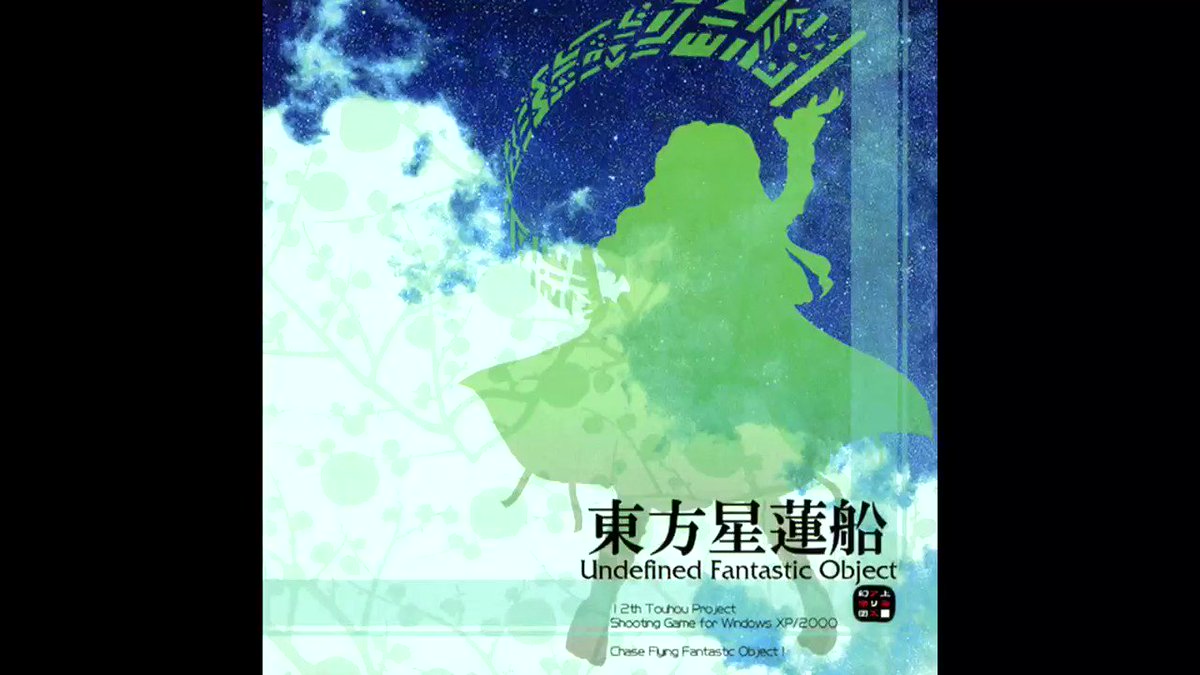 東方星蓮船
Undefined Fantastic Object
12th Touhou Project
Shooting Game for Windows XP/2000
Chase Flying Fantastic Object !